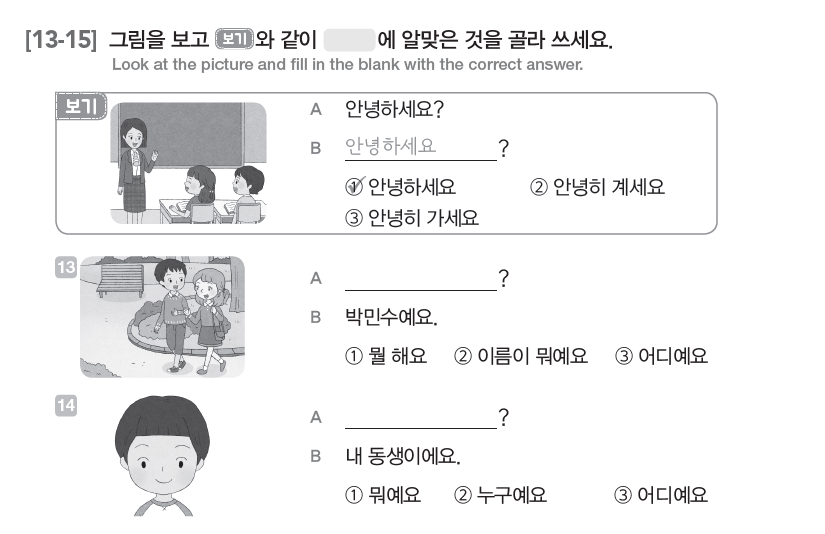 [13-15] 그림을 보고 보기와 같이 에 알맞은 것을 골라 쓰세요.
Look at the picture and fill in the blank with the correct answer.
보기
A 안녕하세요?
B 안녕하세요?
① 안녕하세요 ② 안녕히 계세요
③ 안녕히 가세요
13
A ?
B 박민수예요.
① 뭘 해요 ② 이름이 뭐예요 ③ 어디예요
14
A ?
B 내 동생이에요.
① 뭐예요 ② 누구예요 ③ 어디예요